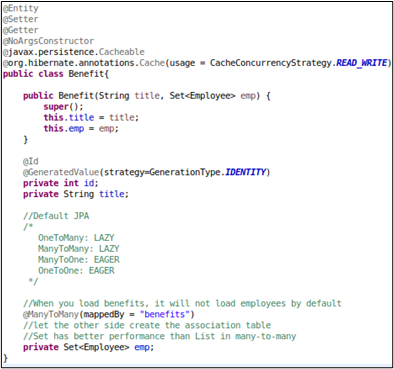 @Entity
@Setter
@Getter
@NoArgsConstructor
@javax.persistence.Cacheable
@org.hibernate.annotations.Cache(usage = CacheConcurrencyStrategy.READ_WRITE)
public class Benefit{
public Benefit(String title, Set<Employee> emp) {
super();
this.title = title;
this.emp = emp;
}
@Id
@GeneratedValue(strategy=GenerationType.IDENTITY)
private int id;
private String title;
//Default JPA
/*
OneToMany: LAZY
ManyToMany: LAZY
ManyToOne: EAGER
OneToOne: EAGER
*/
//When you load benefits, it will not load employees by default
@ManyToMany(mappedBy = "benefits")
//let the other side create the association table
//Set has better performance than List in many-to-many
private Set<Employee> emp;
}